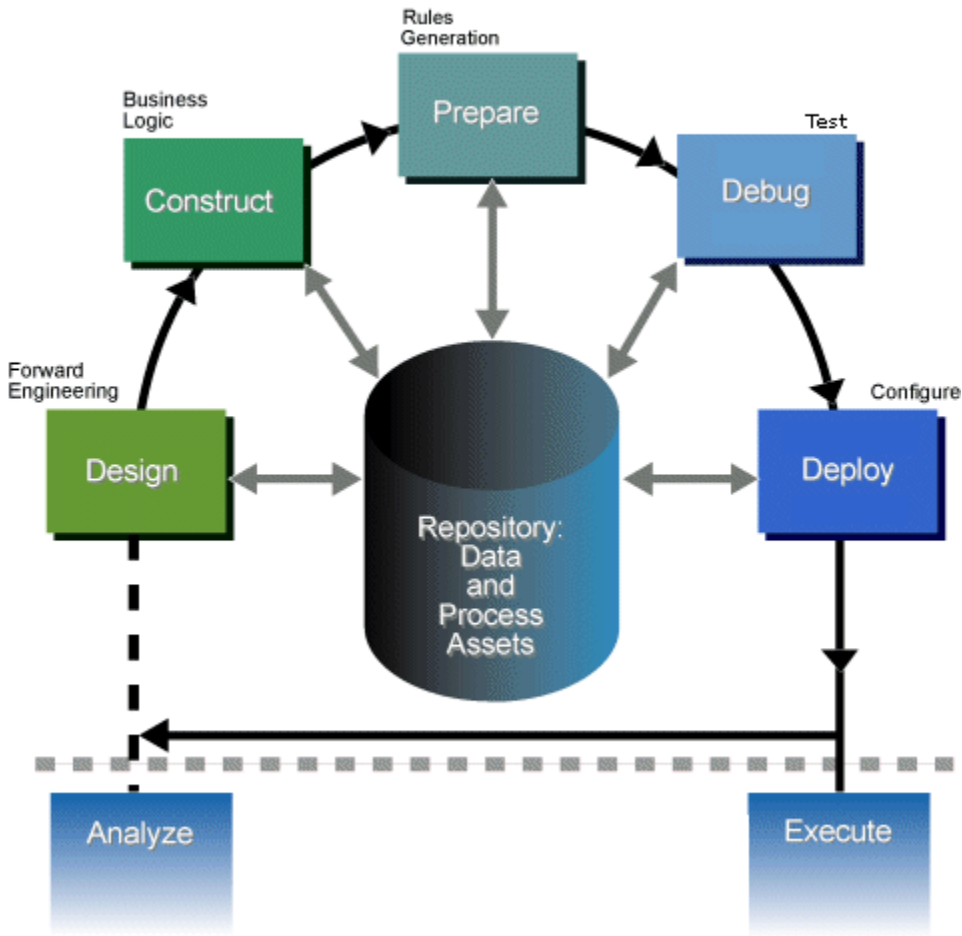 Rules
Generation
Prepare
Business
Logic
Construct
Test
Debug
Forward
Engineering
Design
Configure
Deploy
Repository:
Data
and
Process
Assets
Analyze
Execute